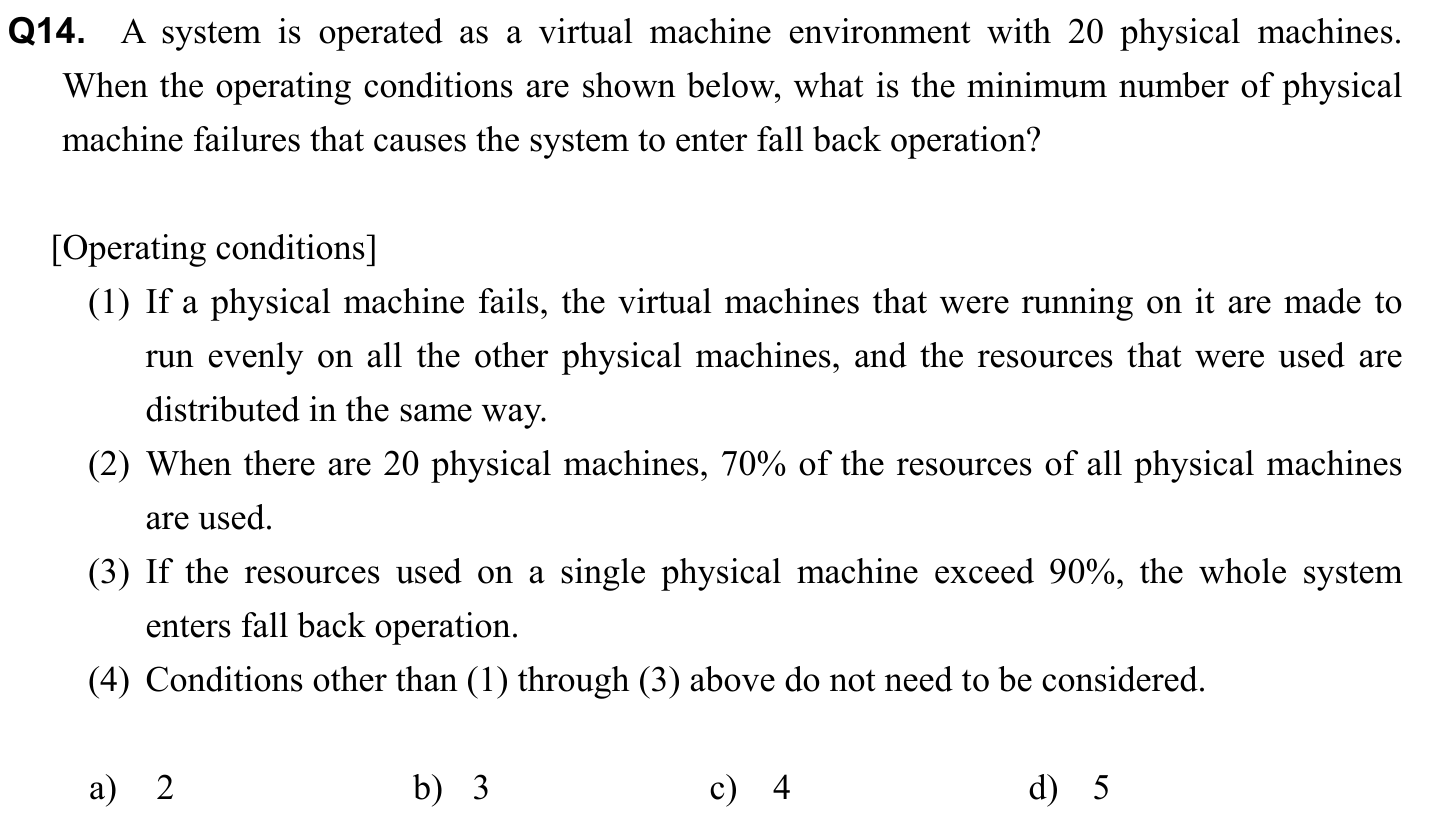 Q14. A system is operated as a virtual machine environment with 20 physical machines.
When the operating conditions are shown below, what is the minimum number of physical
machine failures that causes the system to enter fall back operation?
[Operating conditions]
(1) If a physical machine fails, the virtual machines that were running on it are made to
run evenly on all the other physical machines, and the resources that were used are
distributed in the same way.
(2) When there are 20 physical machines, 70% of the resources of all physical machines
are used.
(3) If the resources used on a single physical machine exceed 90%, the whole system
enters fall back operation.
(4) Conditions other than (1) through (3) above do not need to be considered.
a) 2 b) 3 c) 4 d) 5